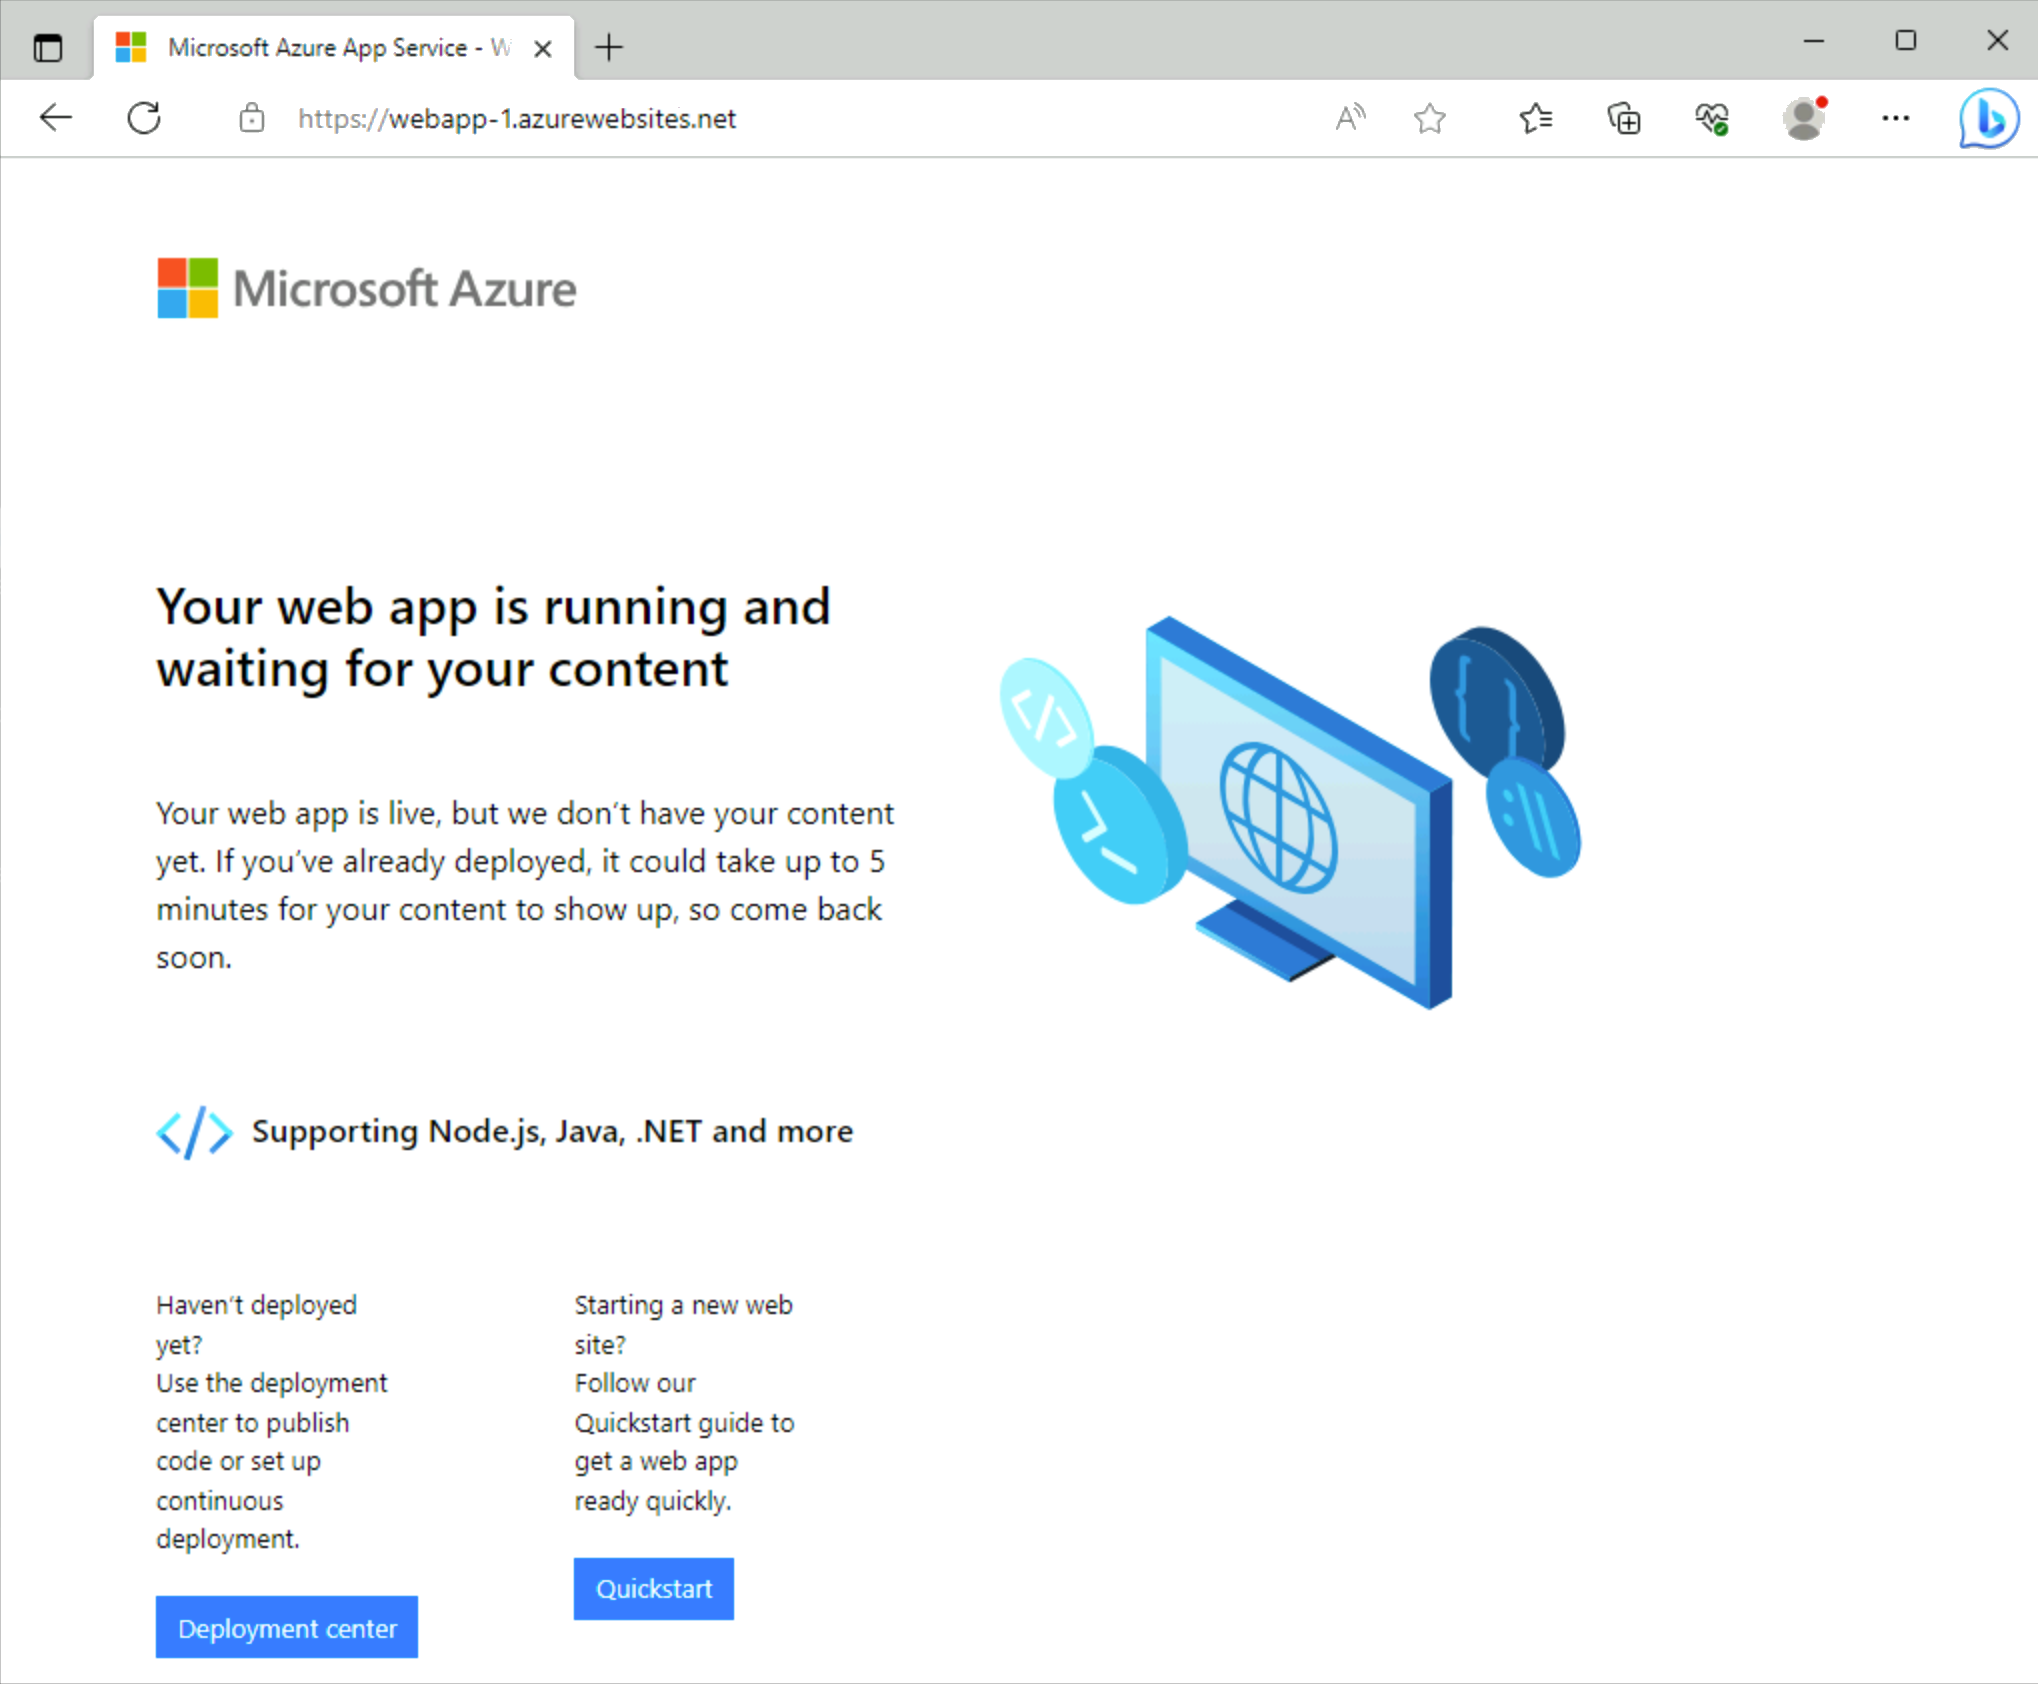 Microsoft Azure App Service - W
https://webapp-1.azurewebsites.net
Microsoft Azure
Your web app is running and
waiting for your content
Your web app is live, but we don’t have your content
yet. If you’ve already deployed, it could take up to 5
minutes for your content to show up, so come back
soon.
Supporting Node.js, Java, .NET and more
Haven’t deployed
yet?
Use the deployment
center to publish
code or set up
continuous
deployment.
Deployment center
Starting a new web
site?
Follow our
Quickstart guide to
get a web app
ready quickly.
Quickstart